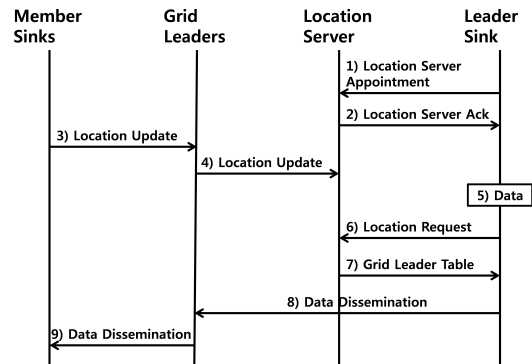 Member Sinks
Grid Leaders
Location Server
Leader Sink
1) Location Server
Appointment
2) Location Server Ack
3) Location Update
4) Location Update
5) Data
6) Location Request
7) Grid Leader Table
8) Data Dissemination
9) Data Dissemination